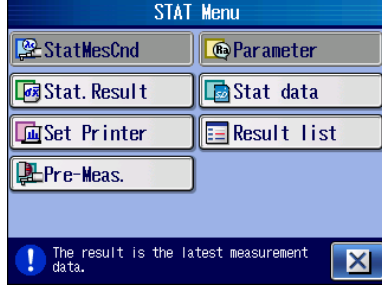 STAT Menu
StatMesCnd
Parameter
Stat. Result
Stat data
Set Printer
Result list
Pre-Meas.
The result is the latest measurement
data.